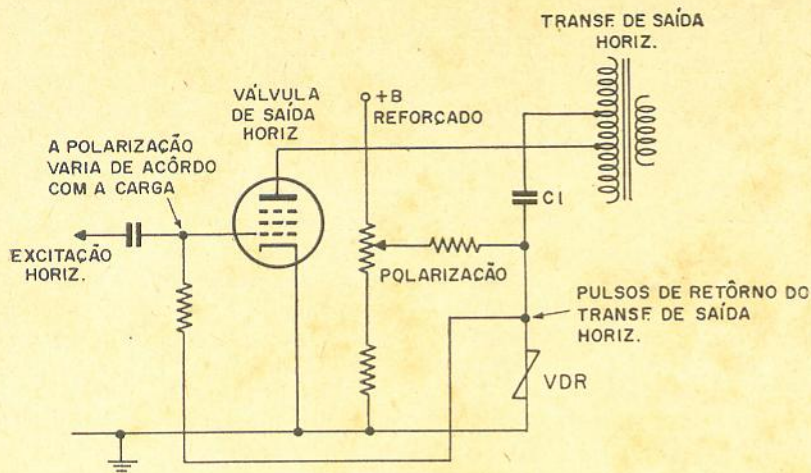 TRANSF. DE SAÍDA
HORIZ.
VÁLVULA
DE SAÍDA
HORIZ
+B
REFORÇADO
A POLARIZAÇÃO
VARIA DE ACÔRDO
COM A CARGA
C1
EXCITAÇÃO
HORIZ.
POLARIZAÇÃO
PULSOS DE RETÔRNO DO
TRANSF. DE SAÍDA
HORIZ.
VDR